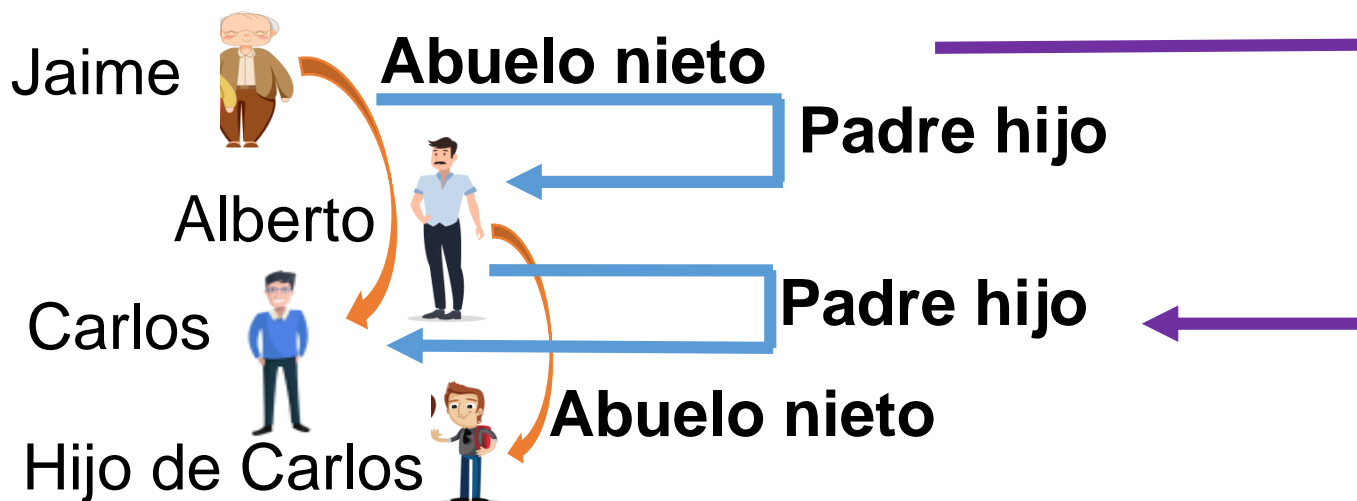 Jaime
Abuelo nieto
Padre hijo
Alberto
Carlos
Padre hijo
Abuelo nieto
Hijo de Carlos